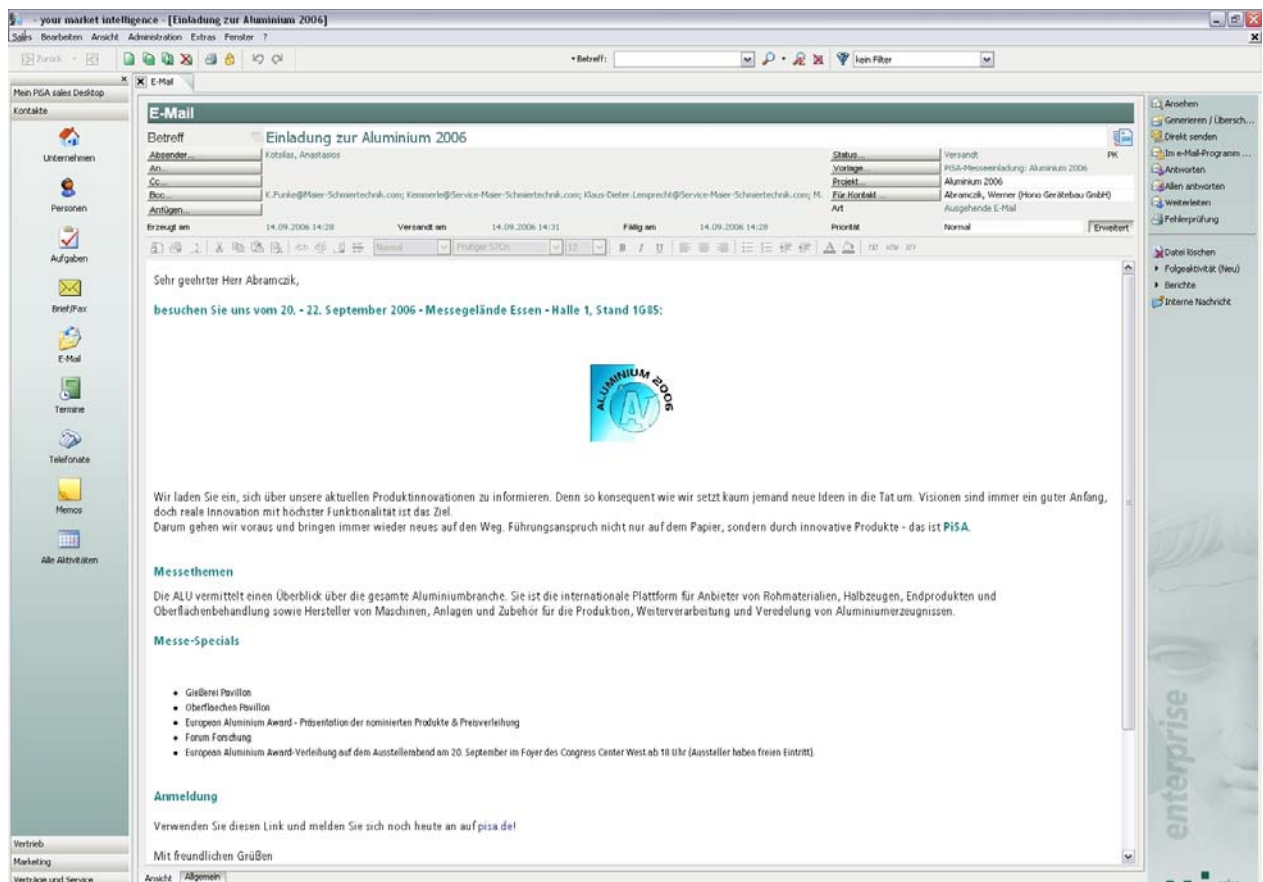 - your market intelligence - [Einladung zur Aluminium 2006]
Sales Bearbeiten Ansicht Administration Extras Fenster ?
Zurück Betreff: kein Filter
E-Mail
Mein PiSA sales Desktop
Kontakte
Unternehmen
Personen
Aufgaben
Brief/Fax
E-Mail
Termine
Telefonate
Memos
Alle Aktivitäten
Vertrieb
Marketing
Verträge und Service
E-Mail
Betreff Einladung zur Aluminium 2006
Absender... Kotsilas, Anastasios Status... Versandt PK
An... Vorlage... PiSA-Messeeinladung: Aluminium 2006
Cc... Projekt... Aluminium 2006
Bcc... K.Funke@Maier-Schmiertechnik.com; Kemmerle@Service-Maier-Schmiertechnik.com; Klaus-Dieter.Lemprecht@Service-Maier-Schmiertechnik.com; M. Für Kontakt ... Abramczik, Werner (Hono Gerätebau GmbH)
Anfügen... Art Ausgehende E-Mail
Erzeugt am 14.09.2006 14:28 Versandt am 14.09.2006 14:31 Fällig am 14.09.2006 14:28 Priorität Normal Erweitert
Normal Frutiger 57Cn 12 B I U
Sehr geehrter Herr Abramczik,
besuchen Sie uns vom 20. - 22. September 2006 - Messegelände Essen - Halle 1, Stand 1G85:
ALUMINIUM 2006
Wir laden Sie ein, sich über unsere aktuellen Produktinnovationen zu informieren. Denn so konsequent wie wir setzt kaum jemand neue Ideen in die Tat um. Visionen sind immer ein guter Anfang,
doch reale Innovation mit höchster Funktionalität ist das Ziel.
Darum gehen wir voraus und bringen immer wieder neues auf den Weg. Führungsanspruch nicht nur auf dem Papier, sondern durch innovative Produkte - das ist PiSA.
Messethemen
Die ALU vermittelt einen Überblick über die gesamte Aluminiumbranche. Sie ist die internationale Plattform für Anbieter von Rohmaterialien, Halbzeugen, Endprodukten und
Oberflächenbehandlung sowie Hersteller von Maschinen, Anlagen und Zubehör für die Produktion, Weiterverarbeitung und Veredelung von Aluminiumerzeugnissen.
Messe-Specials
• Gießerei Pavillon
• Oberflaechen Pavillon
• European Aluminium Award - Präsentation der nominierten Produkte & Preisverleihung
• Forum Forschung
• European Aluminium Award-Verleihung auf dem Ausstellerabend am 20. September im Foyer des Congress Center West ab 18 Uhr (Aussteller haben freien Eintritt).
Anmeldung
Verwenden Sie diesen Link und melden Sie sich noch heute an auf pisa.de!
Mit freundlichen Grüßen
Ansicht Allgemein
Ansehen
Generieren / Übersch...
Direkt senden
Im e-Mail-Programm ...
Antworten
Allen antworten
Weiterleiten
Fehlerprüfung
Datei löschen
Folgeaktivität (Neu)
Berichte
Interne Nachricht
enterprise